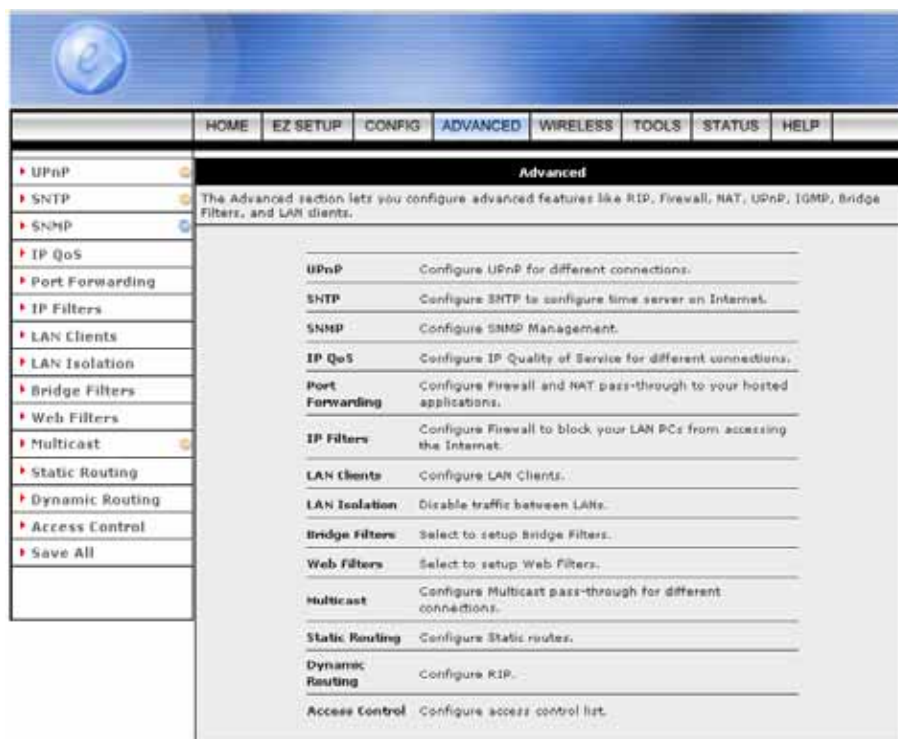 e
HOME EZ SETUP CONFIG ADVANCED WIRELESS TOOLS STATUS HELP
UPnP
SNTP
SNMP
IP QoS
Port Forwarding
IP Filters
LAN Clients
LAN Isolation
Bridge Filters
Web Filters
Multicast
Static Routing
Dynamic Routing
Access Control
Save All
Advanced
The Advanced section lets you configure advanced features like RIP, Firewall, NAT, UPnP, IGMP, Bridge
Filters, and LAN clients.
UPnP Configure UPnP for different connections.
SNTP Configure SNTP to configure time server on Internet.
SNMP Configure SNMP Management.
IP QoS Configure IP Quality of Service for different connections.
Port
Forwarding
Configure Firewall and NAT pass-through to your hosted
applications.
IP Filters
Configure Firewall to block your LAN PCs from accessing
the Internet.
LAN Clients Configure LAN Clients.
LAN Isolation Disable traffic between LANs.
Bridge Filters Select to setup Bridge Filters.
Web Filters Select to setup Web Filters.
Multicast
Configure Multicast pass-through for different
connections.
Static Routing Configure Static routes.
Dynamic
Routing
Configure RIP.
Access Control Configure access control list.